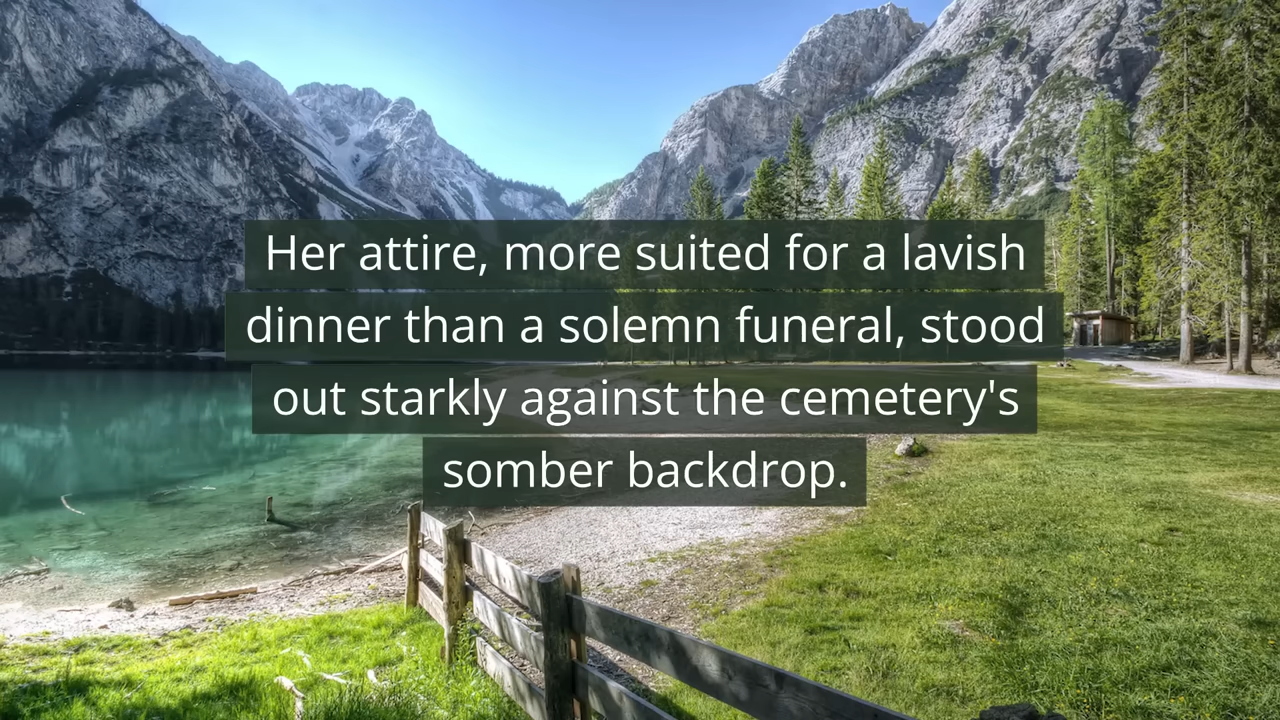 Her attire, more suited for a lavish
dinner than a solemn funeral, stood
out starkly against the cemetery's
somber backdrop.